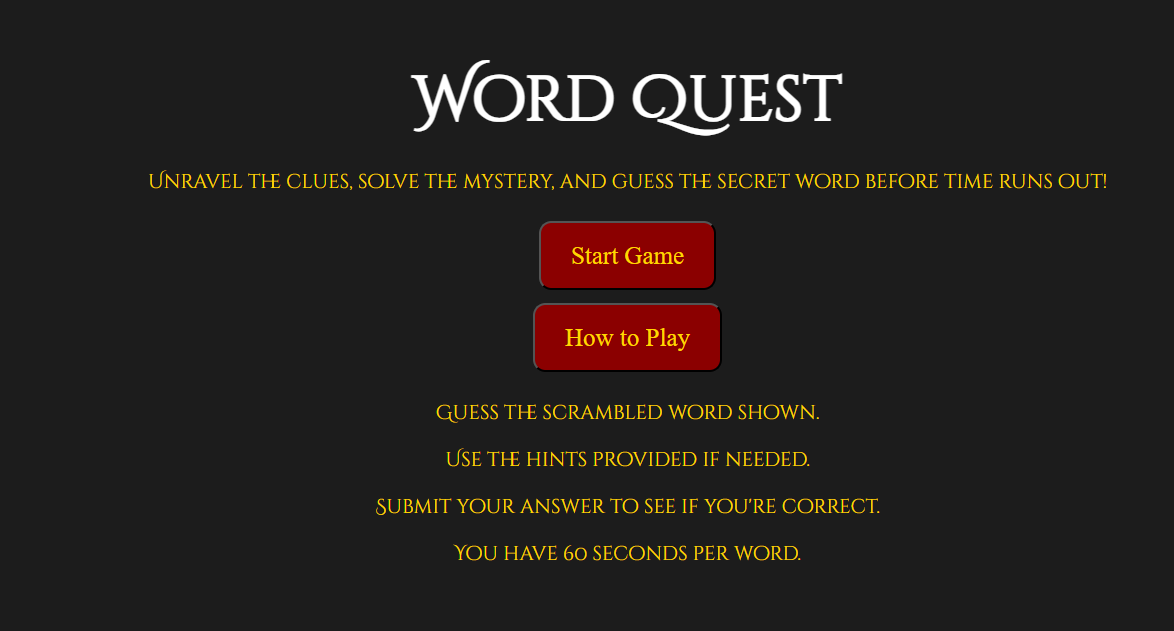 Word Quest
Unravel the clues, solve the mystery, and guess the secret word before time runs out!
Start Game
How to Play
Guess the scrambled word shown.
Use the hints provided if needed.
Submit your answer to see if you're correct.
You have 60 seconds per word.